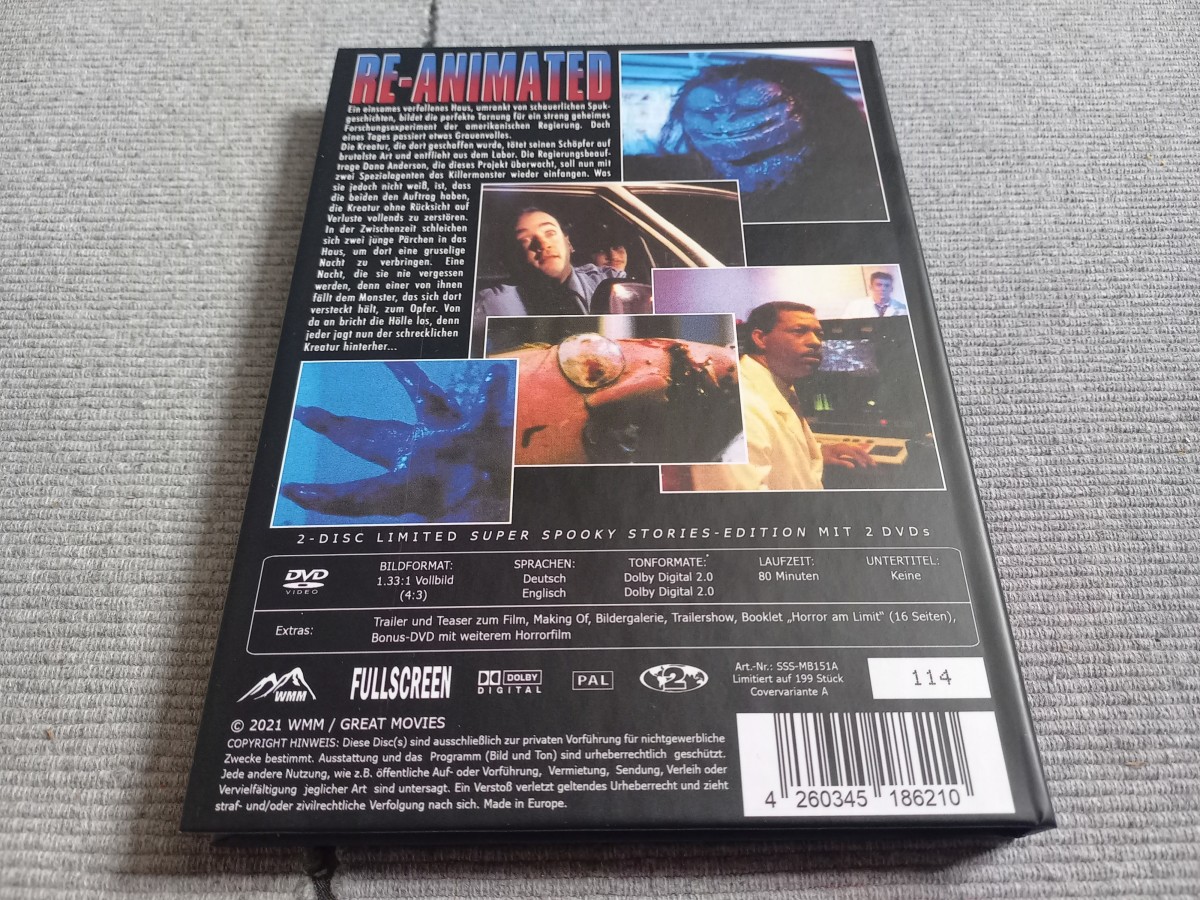 RE-ANIMATED
Ein einsames verfallenes Haus, umrankt von schauerlichen Spuk-
geschichten, bildet die perfekte Tarnung für ein streng geheimes
Forschungsexperiment der amerikanischen Regierung. Doch
eines Tages passiert etwas Grauenvolles.
Die Kreatur, die dort geschaffen wurde, tötet seinen Schöpfer auf
brutalste Art und entflieht aus dem Labor. Die Regierungsbeauf-
tragte Dana Anderson, die dieses Projekt überwacht, soll nun mit
zwei Spezialagenten das Killermonster wieder einfangen. Was
sie jedoch nicht weiß, ist, dass
die beiden den Auftrag haben,
die Kreatur ohne Rücksicht auf
Verluste vollends zu zerstören.
In der Zwischenzeit schleichen
sich zwei junge Pärchen in das
Haus, um dort eine gruselige
Nacht zu verbringen. Eine
Nacht, die sie nie vergessen
werden, denn einer von ihnen
fällt dem Monster, das sich dort
versteckt hält, zum Opfer. Von
da an bricht die Hölle los, denn
jeder jagt nun der schrecklichen
Kreatur hinterher...
2-DISC LIMITED SUPER SPOOKY STORIES-EDITION MIT 2 DVDs
DVD VIDEO
BILDFORMAT:
1.33:1 Vollbild
(4:3)
SPRACHEN:
Deutsch
Englisch
TONFORMATE:
Dolby Digital 2.0
Dolby Digital 2.0
LAUFZEIT:
80 Minuten
UNTERTITEL:
Keine
Extras:
Trailer und Teaser zum Film, Making Of, Bildergalerie, Trailershow, Booklet „Horror am Limit" (16 Seiten),
Bonus-DVD mit weiterem Horrorfilm
WMM
FULLSCREEN
DOLBY
DIGITAL
PAL
2
Art.-Nr.: SSS-MB151A
Limitiert auf 199 Stück
Covervariante A
114
© 2021 WMM / GREAT MOVIES
COPYRIGHT HINWEIS: Diese Disc(s) sind ausschließlich zur privaten Vorführung für nichtgewerbliche
Zwecke bestimmt. Ausstattung und das Programm (Bild und Ton) sind urheberrechtlich geschützt.
Jede andere Nutzung, wie z.B. öffentliche Auf- oder Vorführung, Vermietung, Sendung, Verleih oder
Vervielfältigung jeglicher Art sind untersagt. Ein Verstoß verletzt geltendes Urheberrecht und zieht
straf- und/oder zivilrechtliche Verfolgung nach sich. Made in Europe.
4 260345 186210